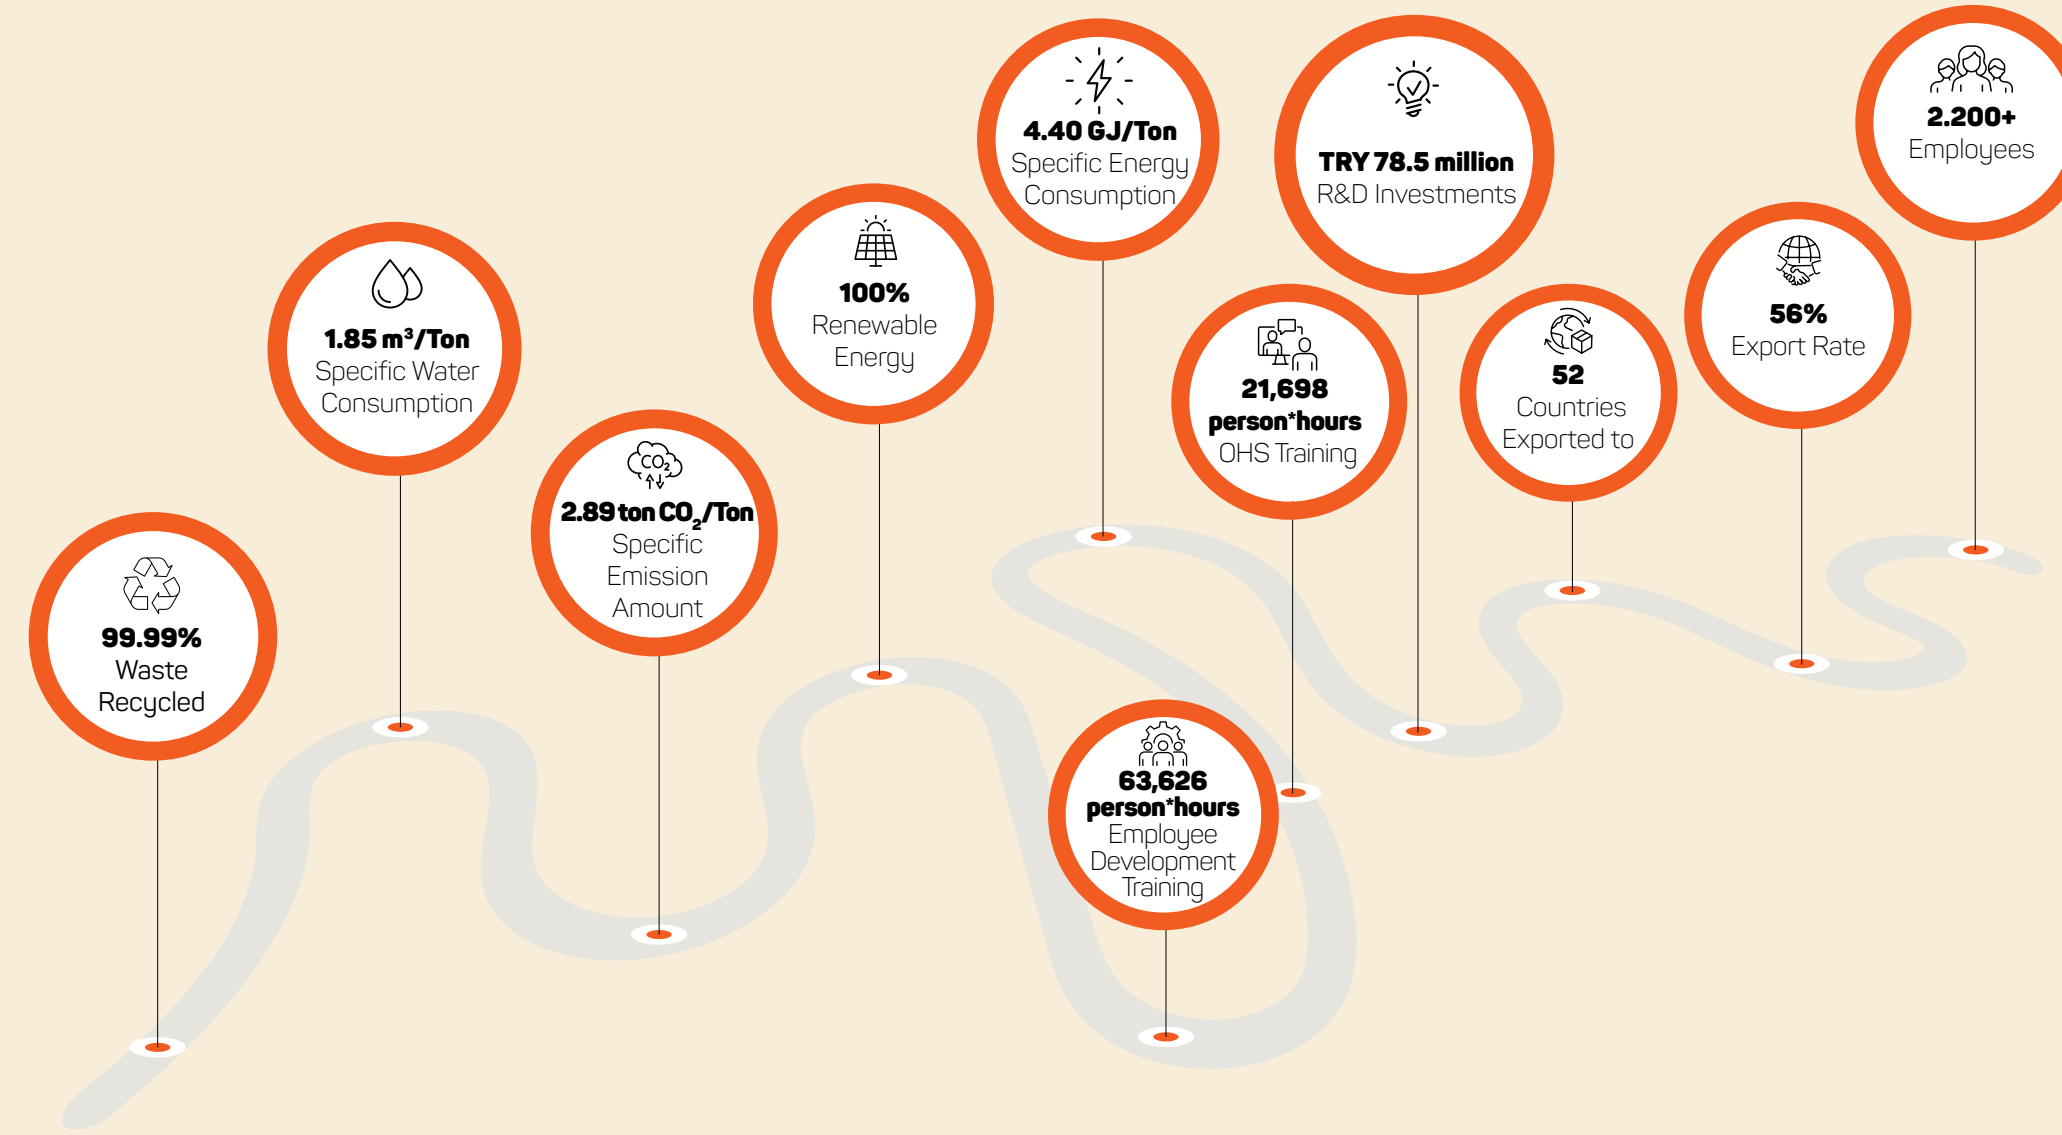 99.99%
Waste
Recycled
1.85 m³/Ton
Specific Water
Consumption
CO₂
2.89 ton CO₂/Ton
Specific
Emission
Amount
100%
Renewable
Energy
4.40 GJ/Ton
Specific Energy
Consumption
63,626
person*hours
Employee
Development
Training
21,698
person*hours
OHS Training
TRY 78.5 million
R&D Investments
52
Countries
Exported to
56%
Export Rate
2.200+
Employees